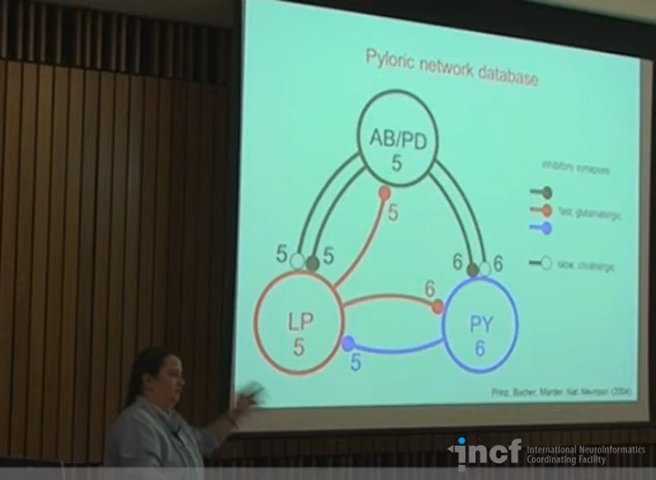 Pyloric network database
AB/PD
5
inhibitory synapses:
5
fast, glutamatergic
5
5
6
6
slow, cholinergic
6
LP
5
PY
6
5
Prinz, Bucher, Marder, Nat Neurosci (2004)
incf International Neuroinformatics
Coordinating Facility